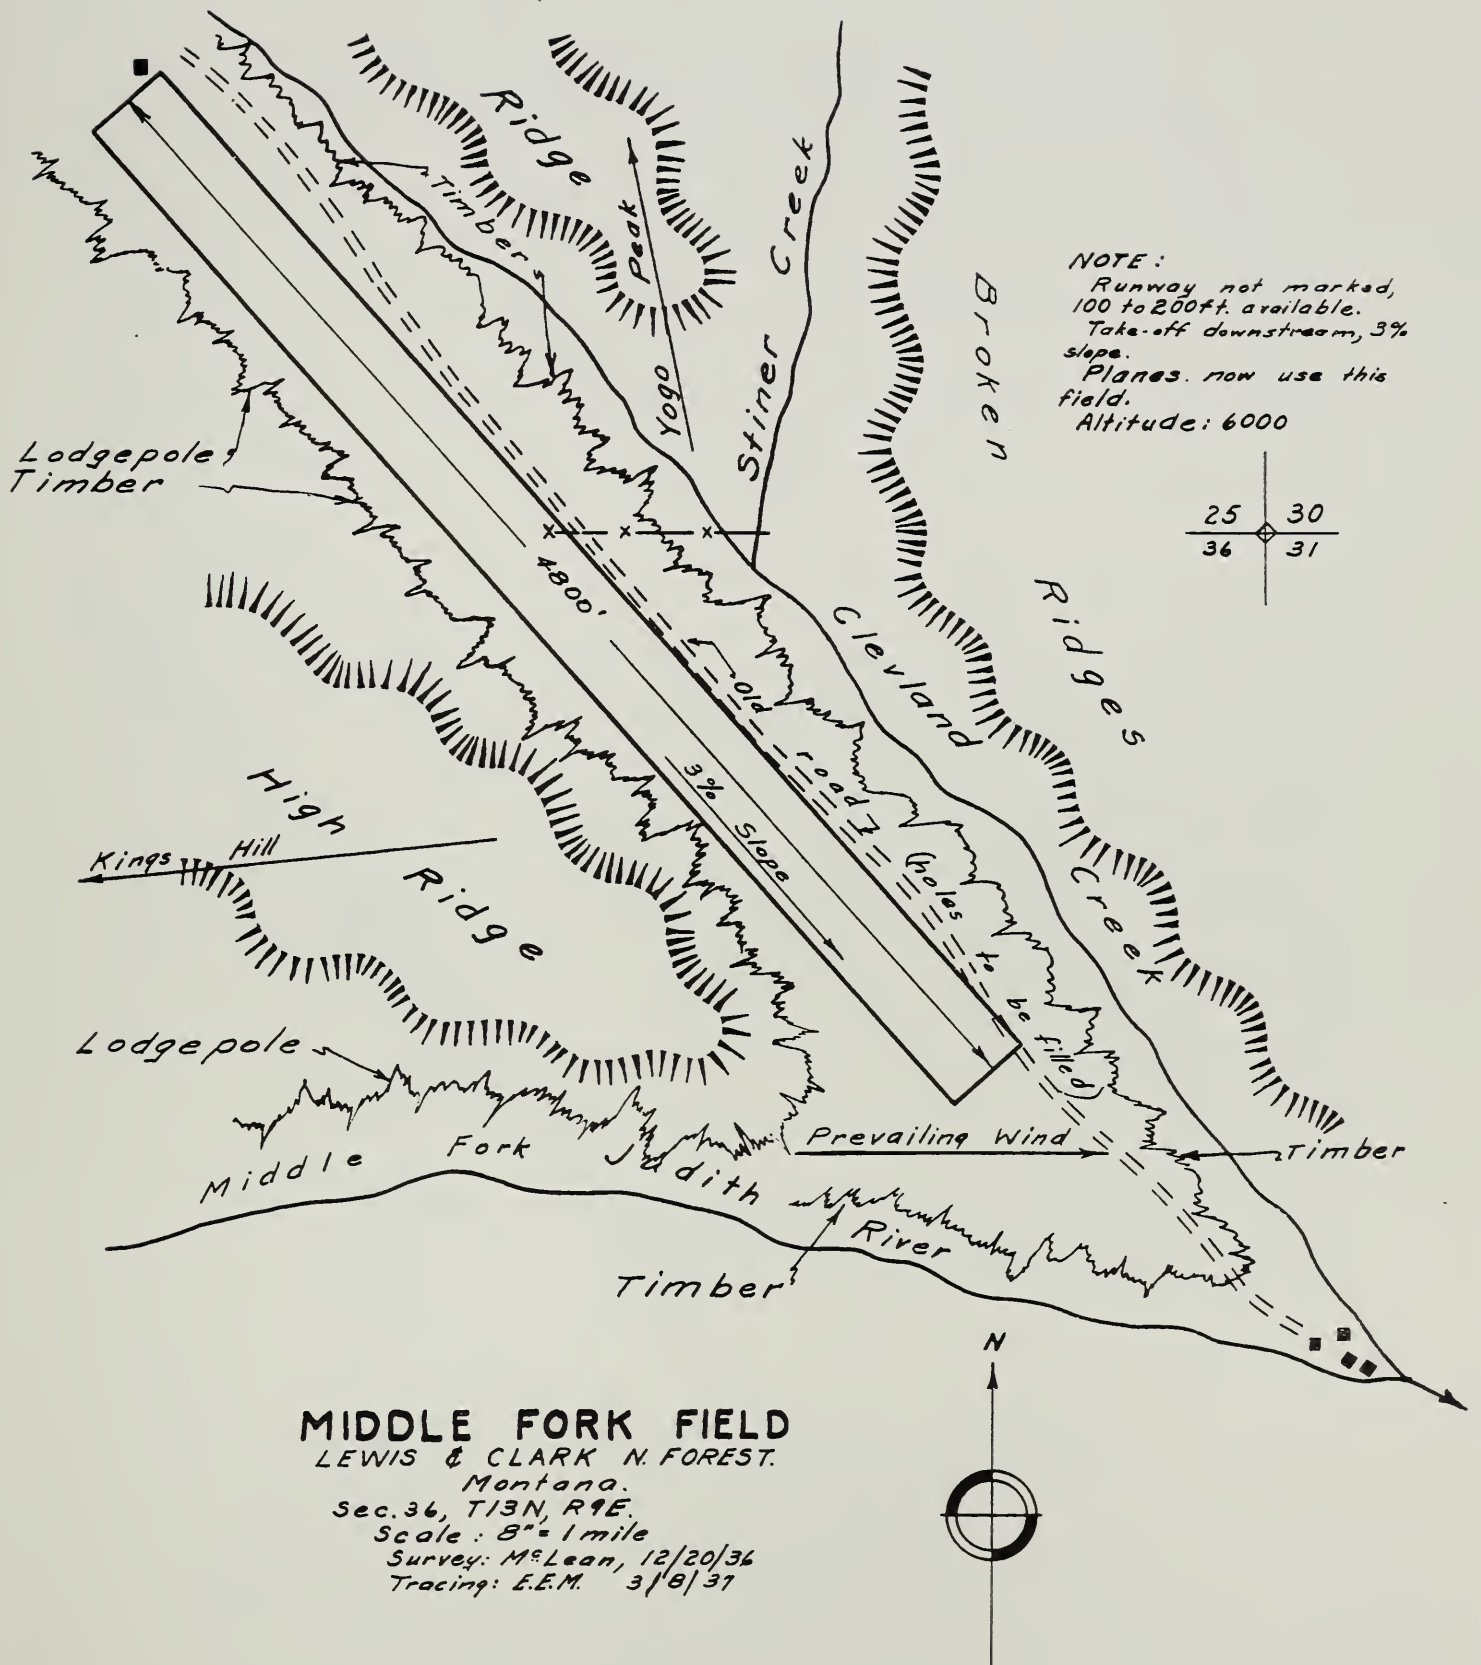 Ridge
Timbers
Yogo Peak
Stiner Creek
Broken
Ridges
NOTE:
Runway not marked,
100 to 200ft. available.
Take-off downstream, 3%
slope.
Planes. now use this
field.
Altitude: 6000
25 30
36 31
Lodgepole
Timber
x x x
4800'
Clevland
Creek
Old road
(holes to be filled)
3% Slope
High
Ridge
Kings Hill
Lodgepole
Middle Fork Judith River
Prevailing Wind
Timber
Timber
N
MIDDLE FORK FIELD
LEWIS & CLARK N. FOREST.
Montana.
Sec. 36, T13N, R9E.
Scale: 8"= 1 mile
Survey: McLean, 12/20/36
Tracing: E.E.M. 3/8/37